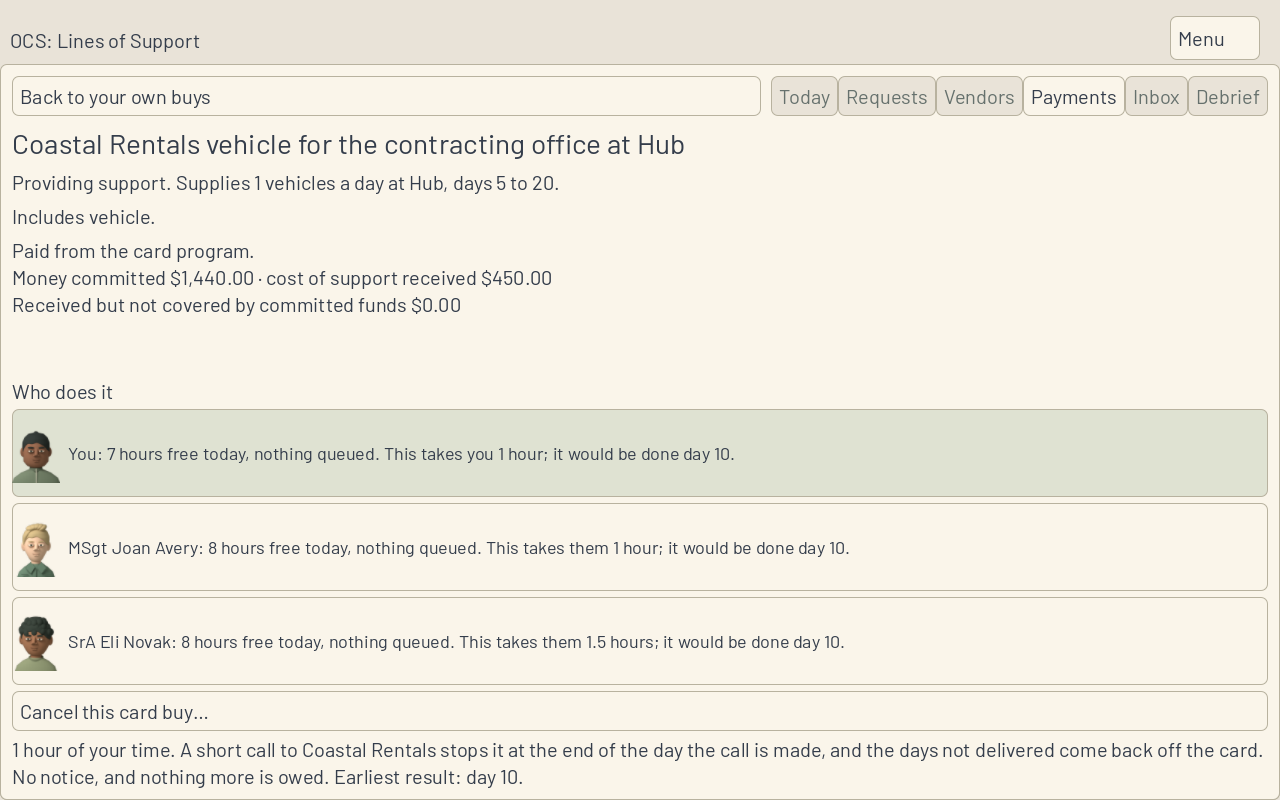 OCS: Lines of Support
Menu
Back to your own buys
Today
Requests
Vendors
Payments
Inbox
Debrief
Coastal Rentals vehicle for the contracting office at Hub
Providing support. Supplies 1 vehicles a day at Hub, days 5 to 20.
Includes vehicle.
Paid from the card program.
Money committed $1,440.00 · cost of support received $450.00
Received but not covered by committed funds $0.00
Who does it
You: 7 hours free today, nothing queued. This takes you 1 hour; it would be done day 10.
MSgt Joan Avery: 8 hours free today, nothing queued. This takes them 1 hour; it would be done day 10.
SrA Eli Novak: 8 hours free today, nothing queued. This takes them 1.5 hours; it would be done day 10.
Cancel this card buy...
1 hour of your time. A short call to Coastal Rentals stops it at the end of the day the call is made, and the days not delivered come back off the card.
No notice, and nothing more is owed. Earliest result: day 10.